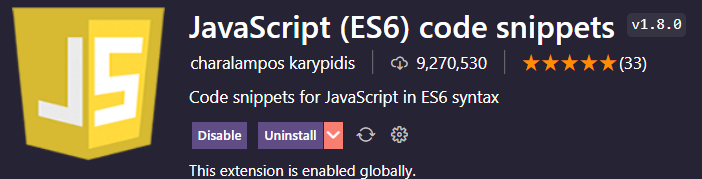 JS
JavaScript (ES6) code snippets v1.8.0
charalampos karypidis 9,270,530 (33)
Code snippets for JavaScript in ES6 syntax
Disable Uninstall
This extension is enabled globally.